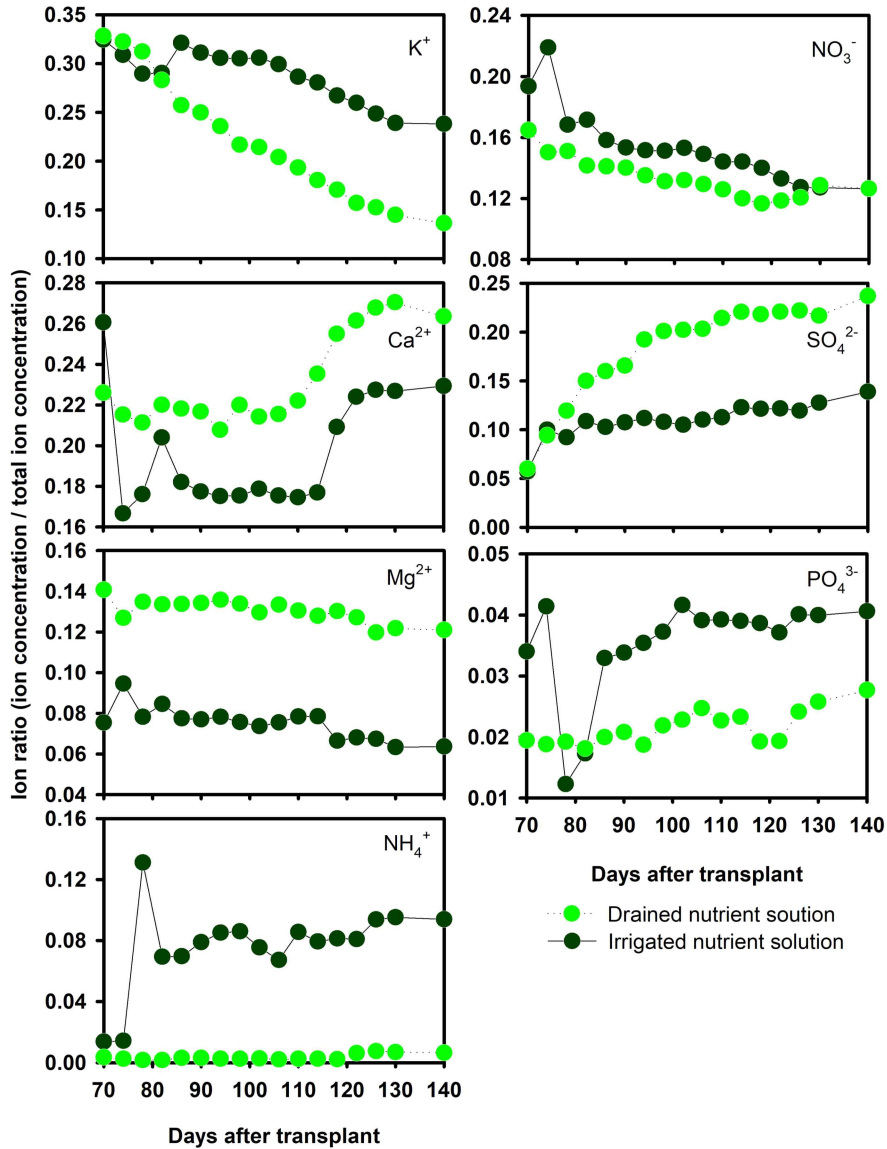 Ion ratio (ion concentration / total ion concentration)
0.35
0.30
0.25
0.20
0.15
0.10
K⁺
0.24
0.20
0.16
0.12
0.08
NO₃⁻
0.28
0.26
0.24
0.22
0.20
0.18
0.16
Ca²⁺
0.25
0.20
0.15
0.10
0.05
0.00
SO₄²⁻
0.16
0.14
0.12
0.10
0.08
0.06
0.04
Mg²⁺
0.05
0.04
0.03
0.02
0.01
PO₄³⁻
70 80 90 100 110 120 130 140
Days after transplant
0.16
0.12
0.08
0.04
0.00
NH₄⁺
70 80 90 100 110 120 130 140
Days after transplant
Drained nutrient soution
Irrigated nutrient solution